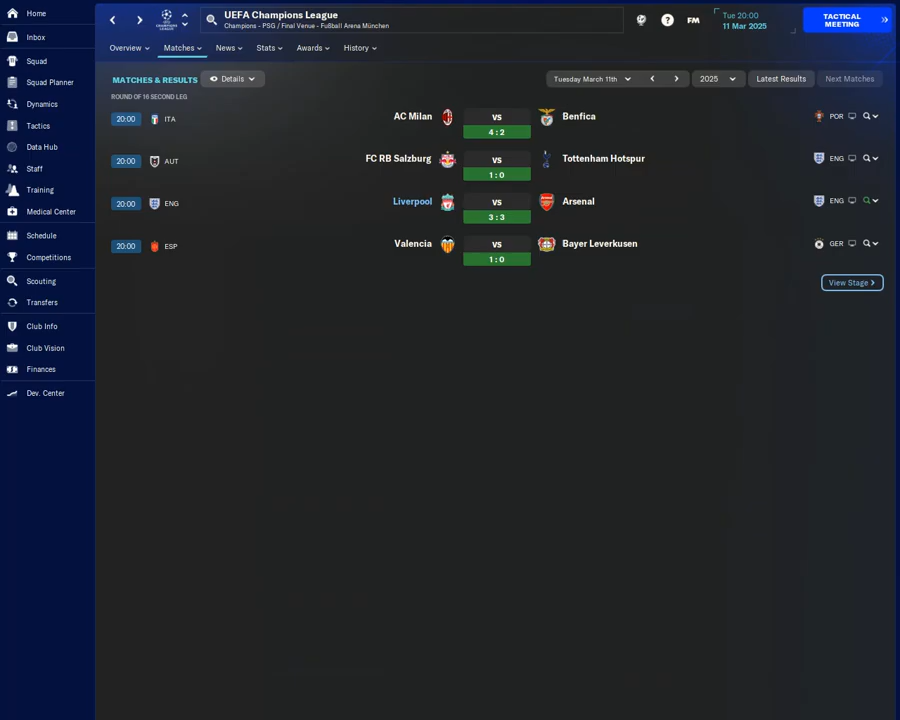 Home
Inbox
Squad
Squad Planner
Dynamics
Tactics
Data Hub
Staff
Training
Medical Center
Schedule
Competitions
Scouting
Transfers
Club Info
Club Vision
Finances
Dev. Center
UEFA Champions League
Champions - PSG / Final Venue - Fußball Arena München
? FM
Tue 20:00
11 Mar 2025
TACTICAL
MEETING
Overview Matches News Stats Awards History
MATCHES & RESULTS Details Tuesday March 11th 2025 Latest Results Next Matches
ROUND OF 16 SECOND LEG
20:00 ITA AC Milan VS Benfica POR
4 : 2
20:00 AUT FC RB Salzburg VS Tottenham Hotspur ENG
1 : 0
20:00 ENG Liverpool VS Arsenal ENG
3 : 3
20:00 ESP Valencia VS Bayer Leverkusen GER
1 : 0
View Stage